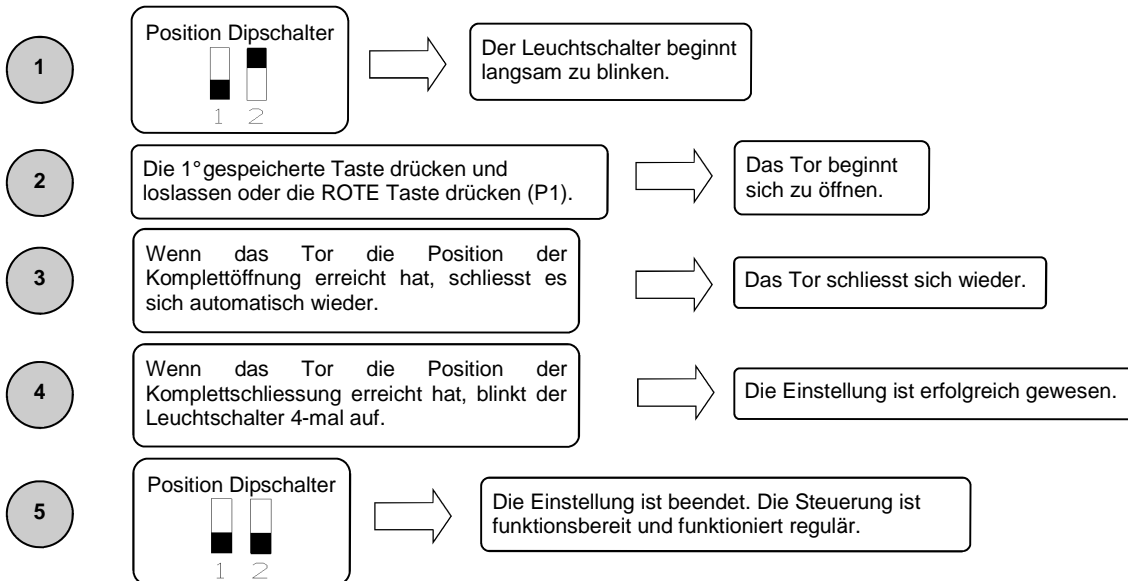 1
Position Dipschalter
1 2
Der Leuchtschalter beginnt
langsam zu blinken.
2
Die 1° gespeicherte Taste drücken und
loslassen oder die ROTE Taste drücken (P1).
Das Tor beginnt
sich zu öffnen.
3
Wenn das Tor die Position der
Komplettöffnung erreicht hat, schliesst es
sich automatisch wieder.
Das Tor schliesst sich wieder.
4
Wenn das Tor die Position der
Komplettschliessung erreicht hat, blinkt der
Leuchtschalter 4-mal auf.
Die Einstellung ist erfolgreich gewesen.
5
Position Dipschalter
1 2
Die Einstellung ist beendet. Die Steuerung ist
funktionsbereit und funktioniert regulär.